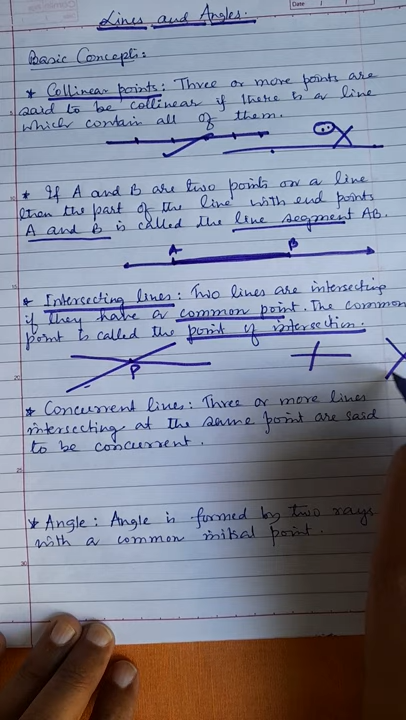 Date:
Lines and Angles.
Basic Concept:
* Collinear points: Three or more points are
said to be collinear if there is a line
which contain all of them.
* If A and B are two points on a line
then the part of the line with end points
A and B is called the line segment AB.
A B
* Intersecting lines: Two lines are intersecting
if they have a common point. The common
point is called the point of intersection.
P
* Concurrent lines: Three or more lines
intersecting at the same point are said
to be concurrent.
* Angle: Angle is formed by two rays
with a common initial point.